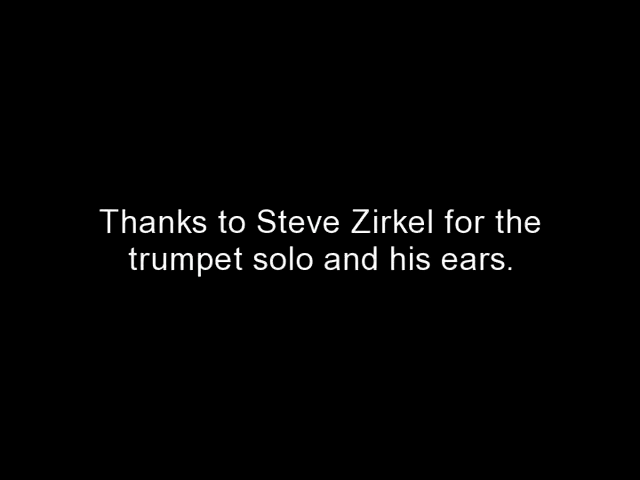 Thanks to Steve Zirkel for the
trumpet solo and his ears.